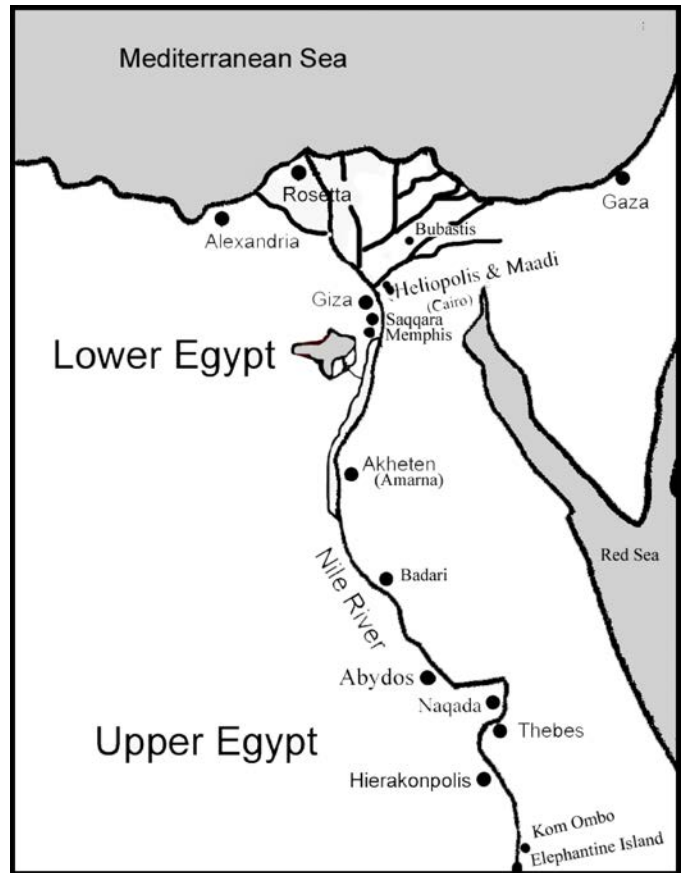 Mediterranean Sea
Rosetta
Gaza
Alexandria
Bubastis
Heliopolis & Maadi
(Cairo)
Giza
Saqqara
Memphis
Lower Egypt
Akheten
(Amarna)
Red Sea
Nile River
Badari
Abydos
Naqada
Upper Egypt
Thebes
Hierakonpolis
Kom Ombo
Elephantine Island